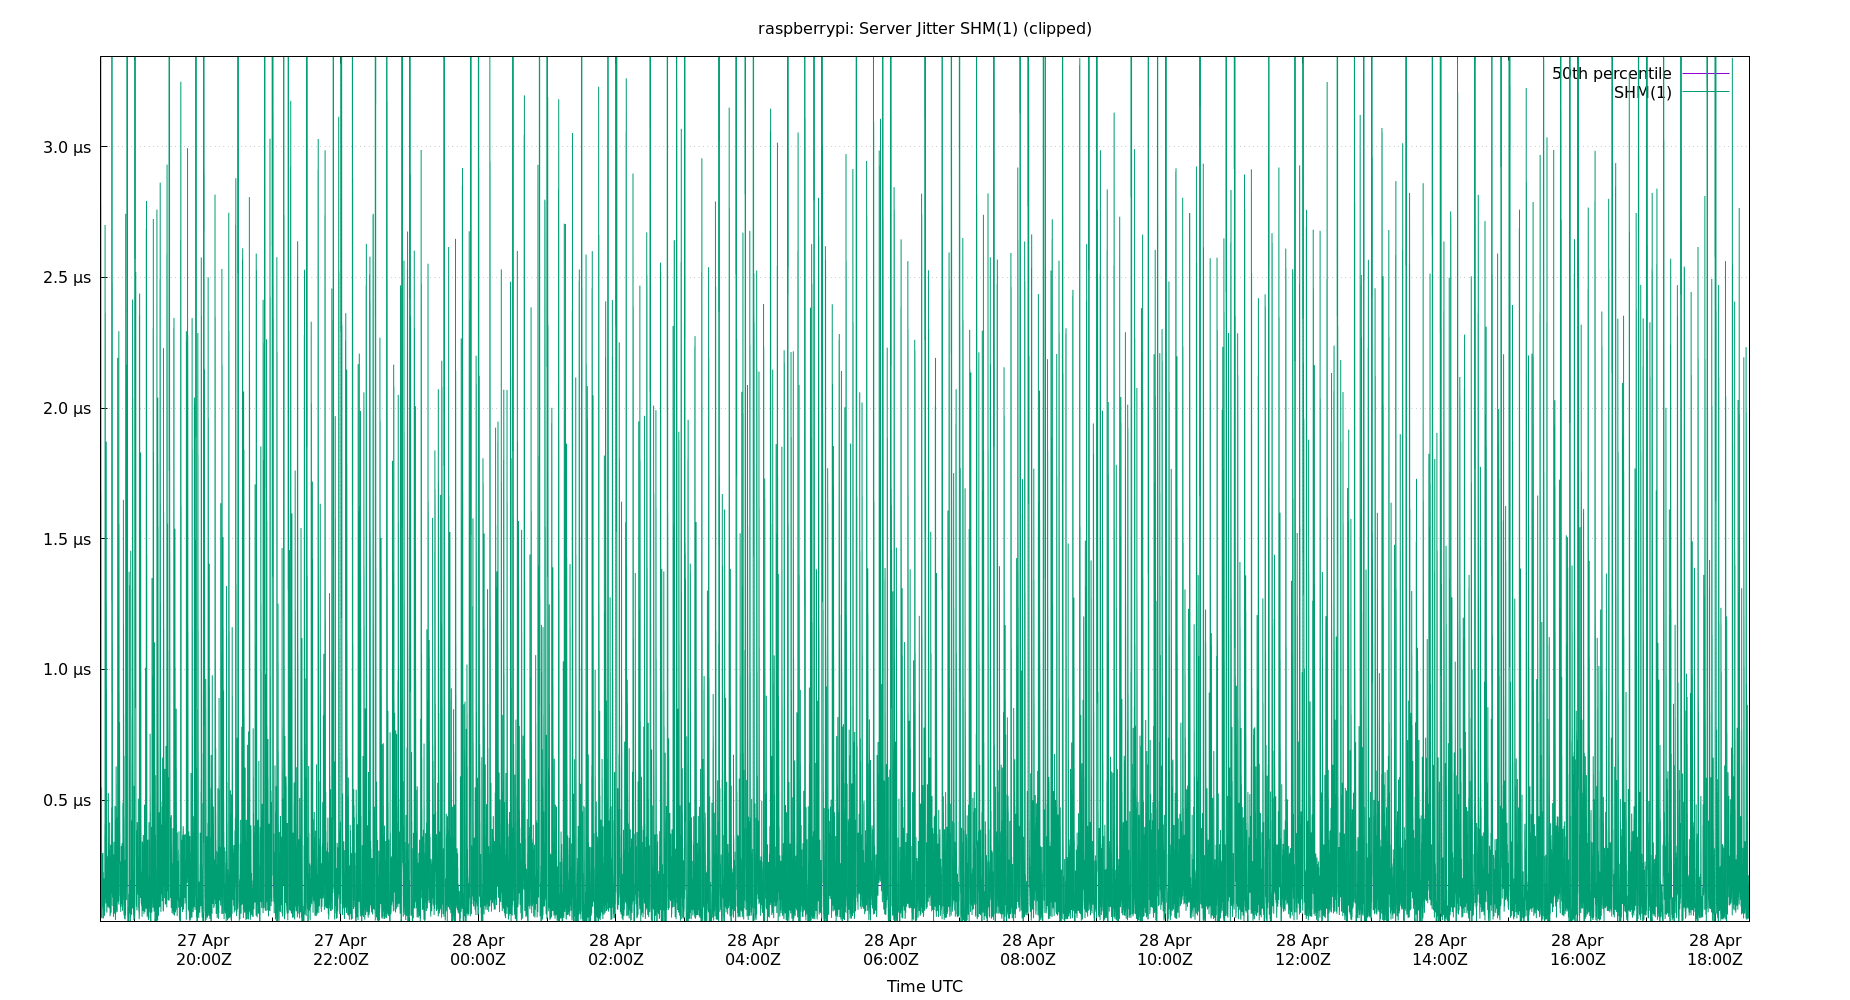 raspberrypi: Server Jitter SHM(1) (clipped)
50th percentile
SHM(1)
3.0 µs
2.5 µs
2.0 µs
1.5 µs
1.0 µs
0.5 µs
27 Apr 27 Apr 28 Apr 28 Apr 28 Apr 28 Apr 28 Apr 28 Apr 28 Apr 28 Apr 28 Apr 28 Apr
20:00Z 22:00Z 00:00Z 02:00Z 04:00Z 06:00Z 08:00Z 10:00Z 12:00Z 14:00Z 16:00Z 18:00Z
Time UTC